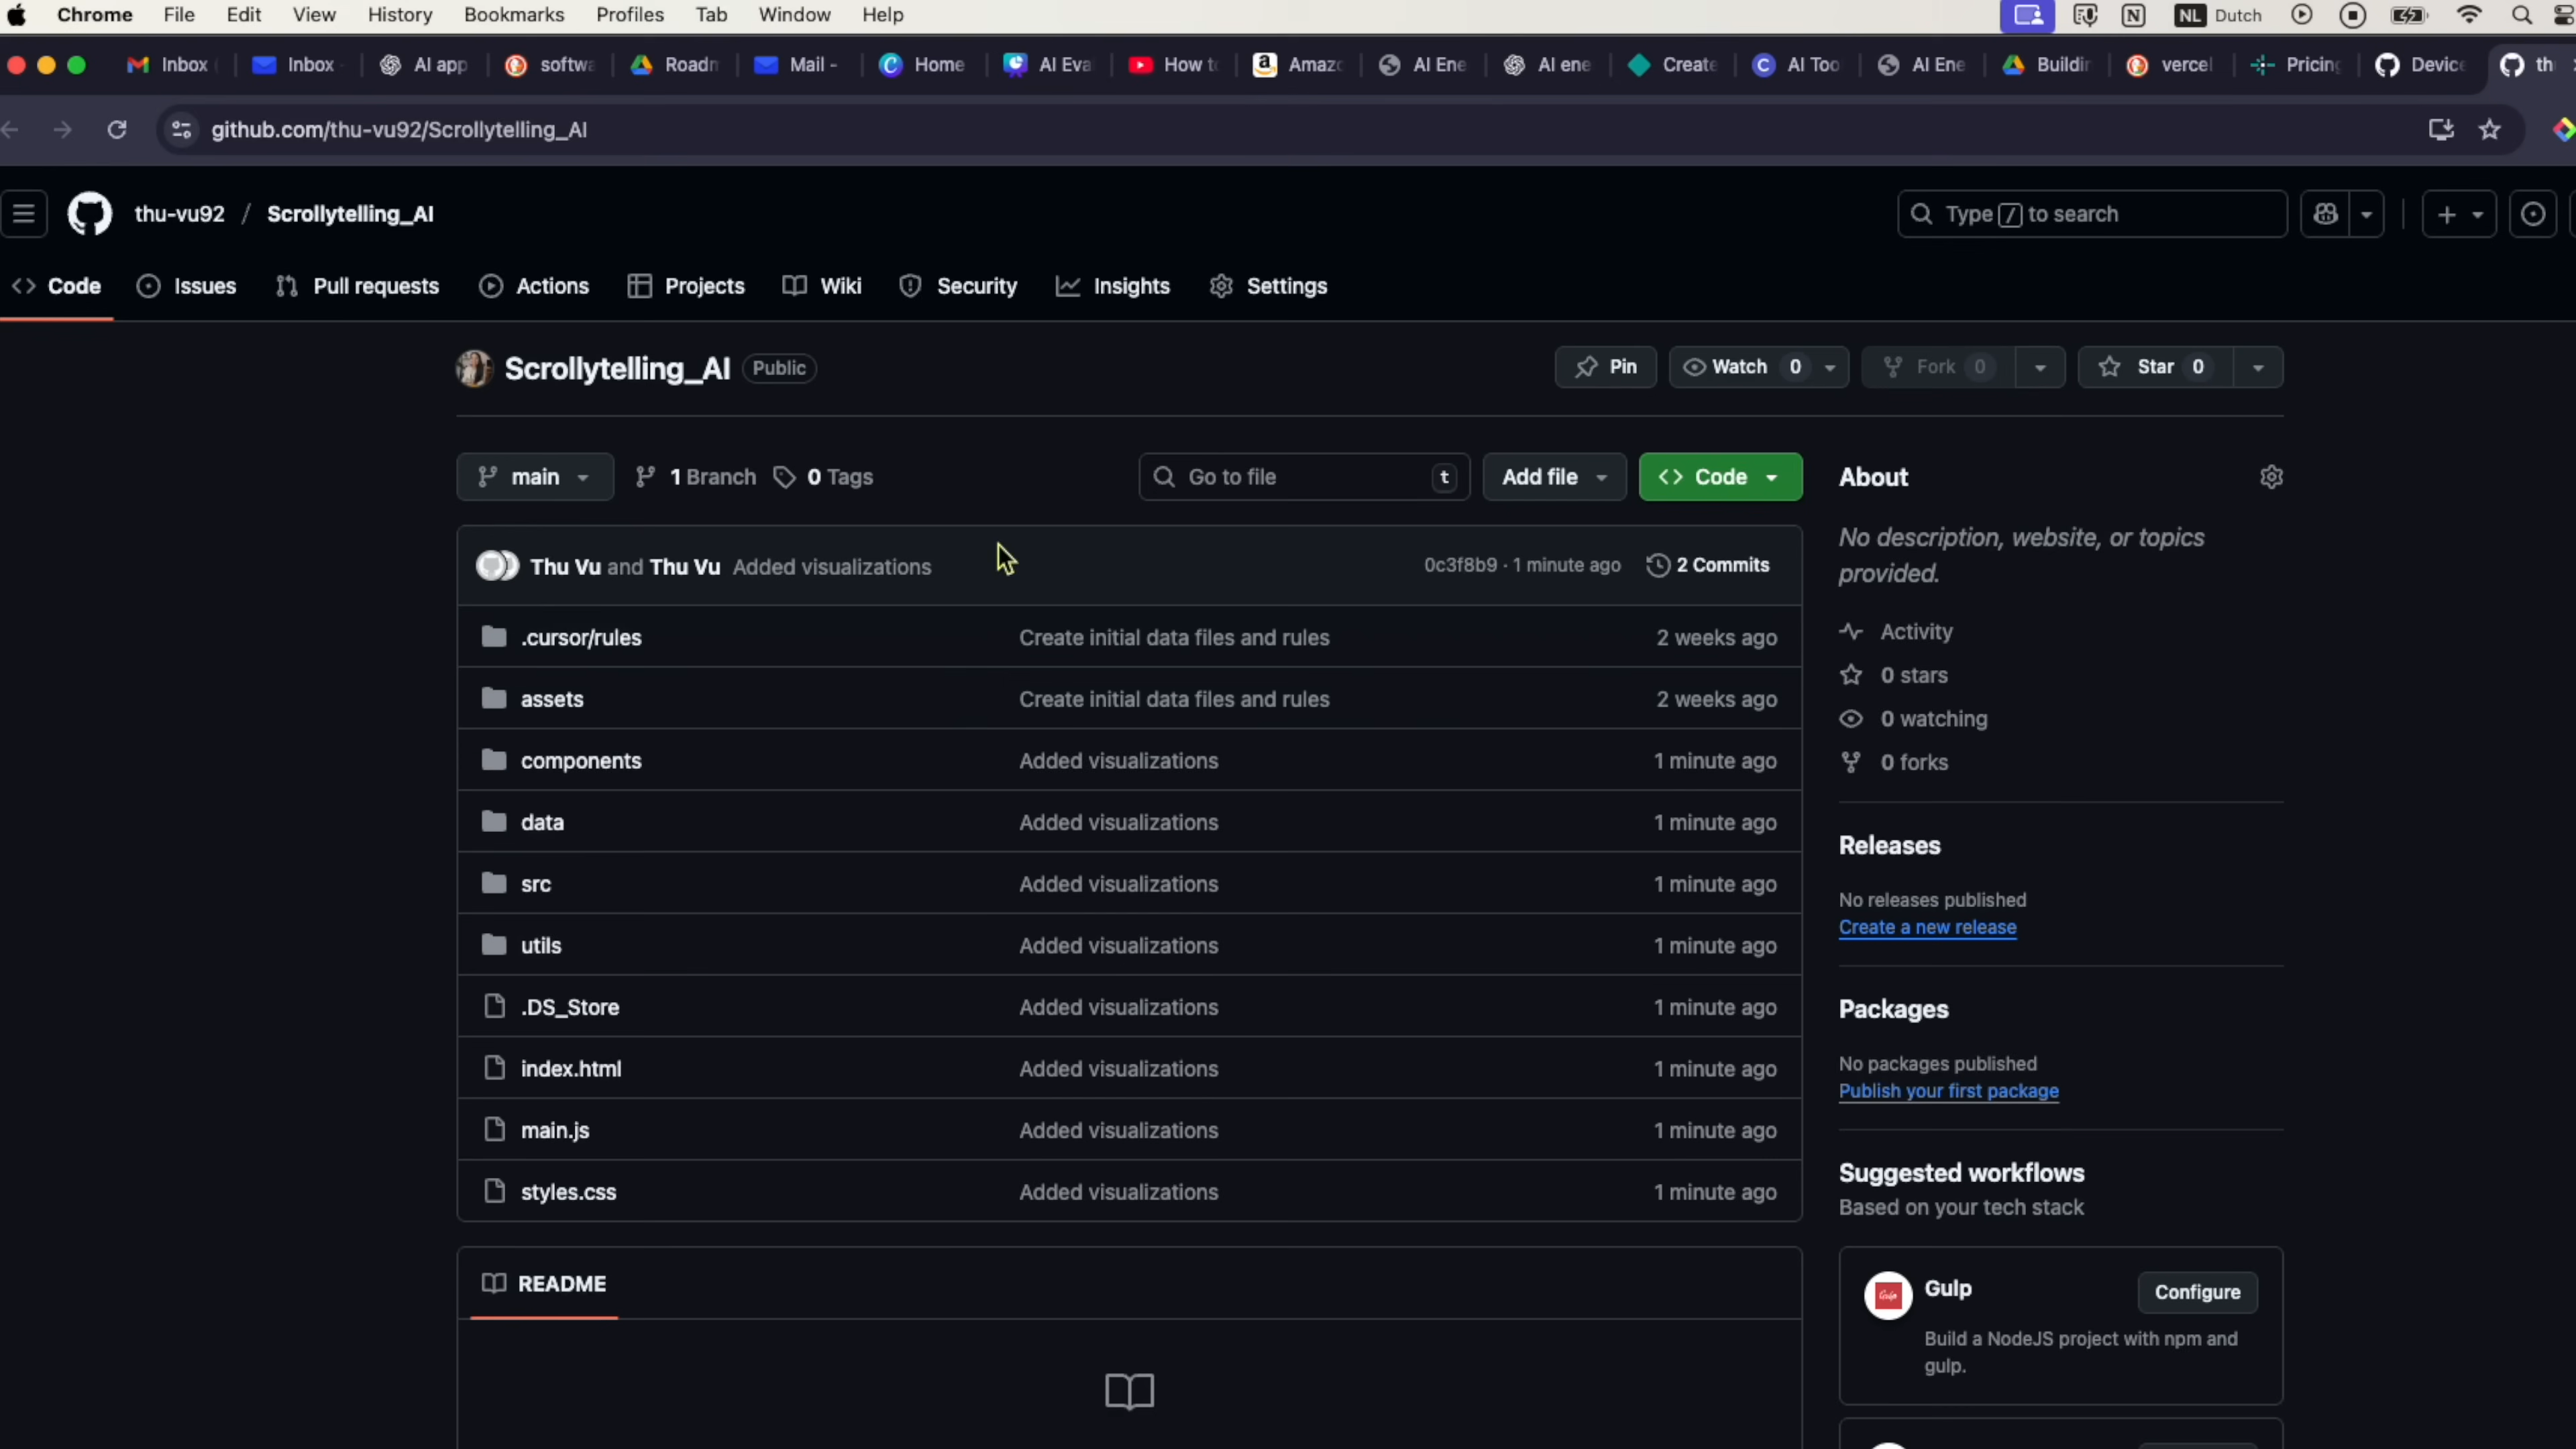 Chrome File Edit View History Bookmarks Profiles Tab Window Help NL Dutch
Inbox Inbox AI app softwa Roadm Mail - Home AI Eva How to Amazo AI Ene AI ene Create AI Too AI Ene Buildin vercel Pricing Device th
github.com/thu-vu92/Scrollytelling_AI
thu-vu92 / Scrollytelling_AI
Type / to search
Code Issues Pull requests Actions Projects Wiki Security Insights Settings
Scrollytelling_AI Public
Pin Watch 0 Fork 0 Star 0
main 1 Branch 0 Tags
Go to file t Add file Code
Thu Vu and Thu Vu Added visualizations 0c3f8b9 · 1 minute ago 2 Commits
.cursor/rules Create initial data files and rules 2 weeks ago
assets Create initial data files and rules 2 weeks ago
components Added visualizations 1 minute ago
data Added visualizations 1 minute ago
src Added visualizations 1 minute ago
utils Added visualizations 1 minute ago
.DS_Store Added visualizations 1 minute ago
index.html Added visualizations 1 minute ago
main.js Added visualizations 1 minute ago
styles.css Added visualizations 1 minute ago
README
About
No description, website, or topics
provided.
Activity
0 stars
0 watching
0 forks
Releases
No releases published
Create a new release
Packages
No packages published
Publish your first package
Suggested workflows
Based on your tech stack
Gulp
Gulp Configure
Build a NodeJS project with npm and
gulp.